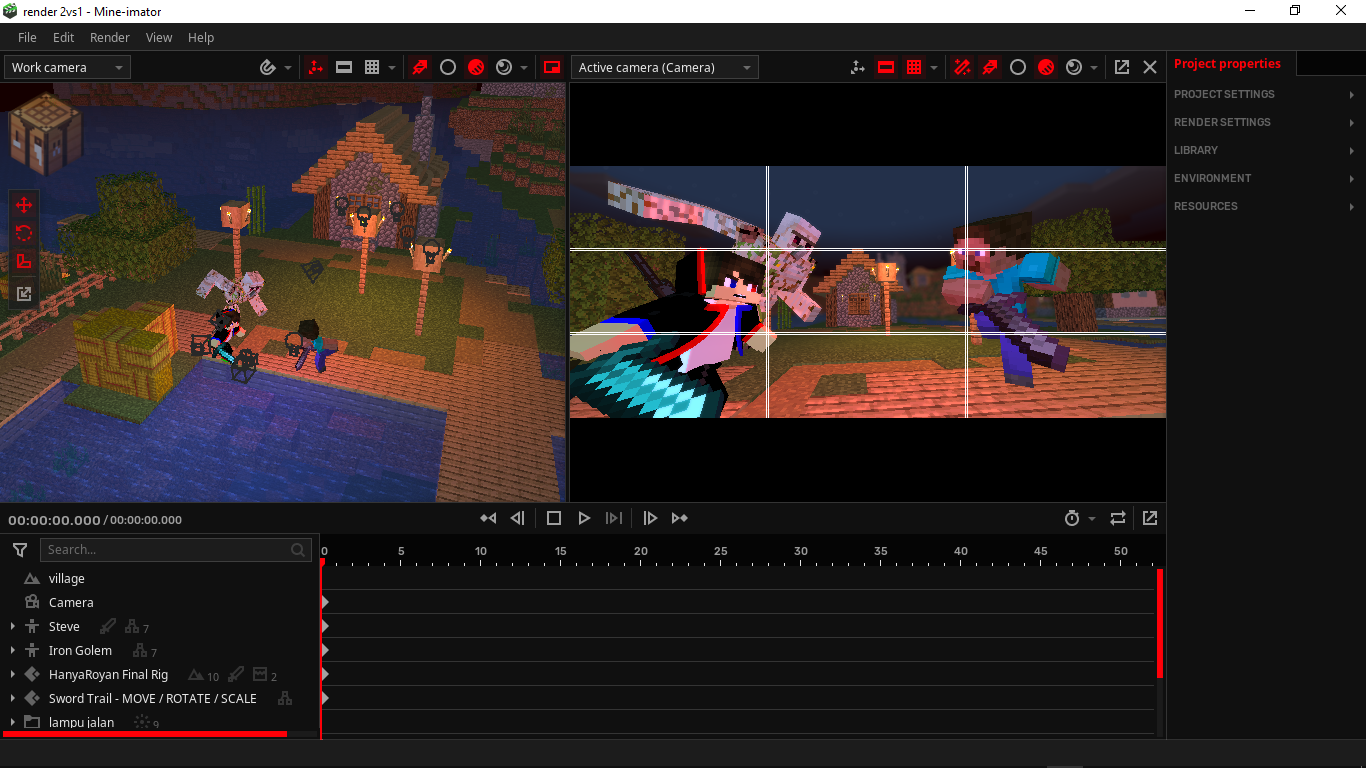 render 2vs1 - Mine-imator
File Edit Render View Help
Work camera
Active camera (Camera)
Project properties
PROJECT SETTINGS
RENDER SETTINGS
LIBRARY
ENVIRONMENT
RESOURCES
00:00:00.000 / 00:00:00.000
Search...
0 5 10 15 20 25 30 35 40 45 50
village
Camera
Steve 7
Iron Golem 7
HanyaRoyan Final Rig 10 2
Sword Trail - MOVE / ROTATE / SCALE
lampu jalan 9